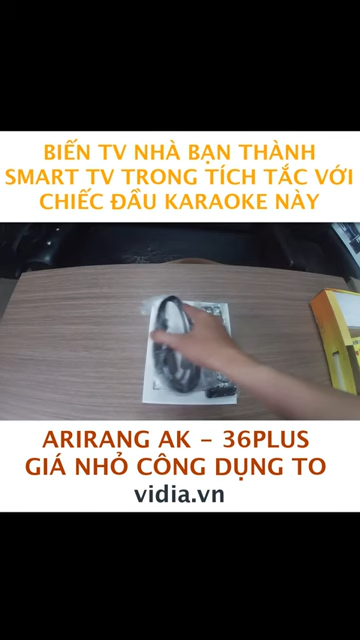 BIẾN TV NHÀ BẠN THÀNH
SMART TV TRONG TÍCH TẮC VỚI
CHIẾC ĐẦU KARAOKE NÀY
ARIRANG AK – 36PLUS
GIÁ NHỎ CÔNG DỤNG TO
vidia.vn